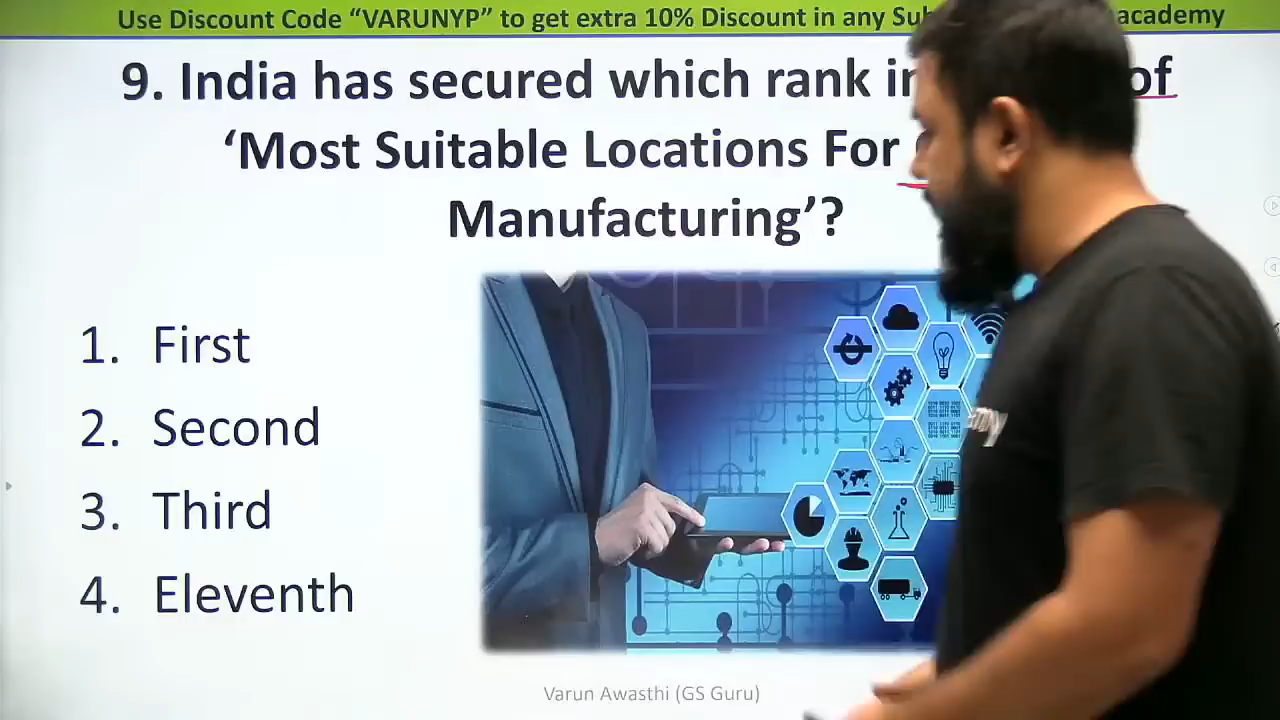 Use Discount Code “VARUNYP” to get extra 10% Discount in any academy
9. India has secured which rank in of
‘Most Suitable Locations For
Manufacturing’?
1. First
2. Second
3. Third
4. Eleventh
Varun Awasthi (GS Guru)